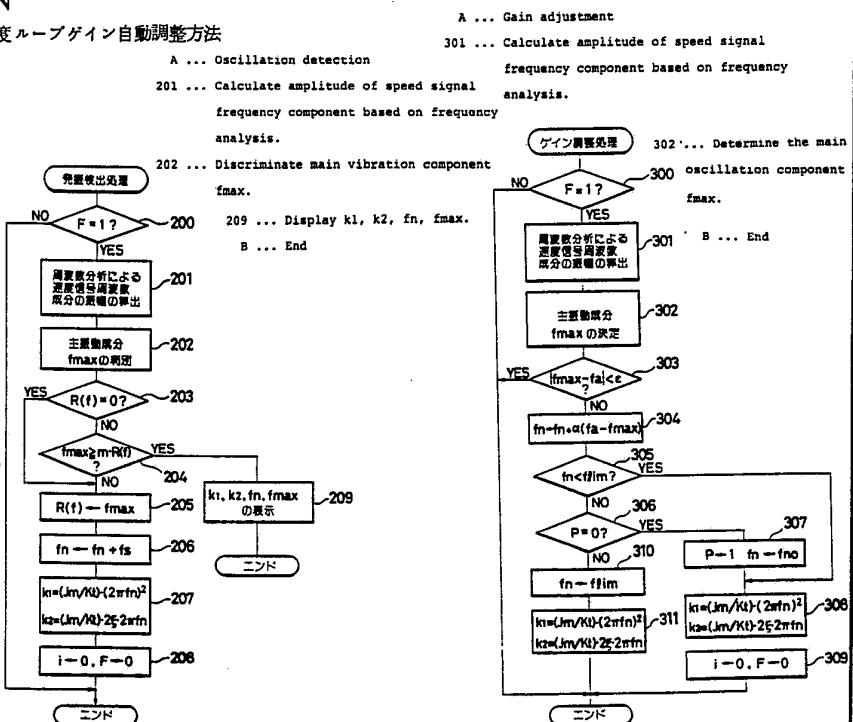 度ループゲイン自動調整方法
A ... Oscillation detection
201 ... Calculate amplitude of speed signal
frequency component based on frequency
analysis.
202 ... Discriminate main vibration component
fmax.
209 ... Display k1, k2, fn, fmax.
B ... End
A ... Gain adjustment
301 ... Calculate amplitude of speed signal
frequency component based on frequency
analysis.
302 ... Determine the main
oscillation component
fmax.
B ... End
発振検出処理
F=1?
200
NO
YES
周波数分析による
速度信号周波数
成分の振幅の算出
201
主振動成分
fmaxの判別
202
R(f)=0?
203
YES
NO
fmax≧m・R(f)
?
204
YES
NO
R(f)←fmax
205
k1, k2, fn, fmax
の表示
209
エンド
fn←fn+fs
206
k1=(Jm/Kt)・(2πfn)²
k2=(Jm/Kt)・2ξ・2πfn
207
i←0, F←0
208
エンド
ゲイン調整処理
300
F=1?
NO
YES
周波数分析による
速度信号周波数
成分の振幅の算出
301
主振動成分
fmaxの決定
302
|fmax-fa|<ε
?
303
YES
NO
fn←fn+α(fa-fmax)
304
fn<flim?
305
YES
NO
P=0?
306
YES
NO
P←1 fn←fno
307
fn←flim
310
k1=(Jm/Kt)・(2πfn)²
k2=(Jm/Kt)・2ξ・2πfn
308
k1=(Jm/Kt)・(2πfn)²
k2=(Jm/Kt)・2ξ・2πfn
311
i←0, F←0
309
エンド